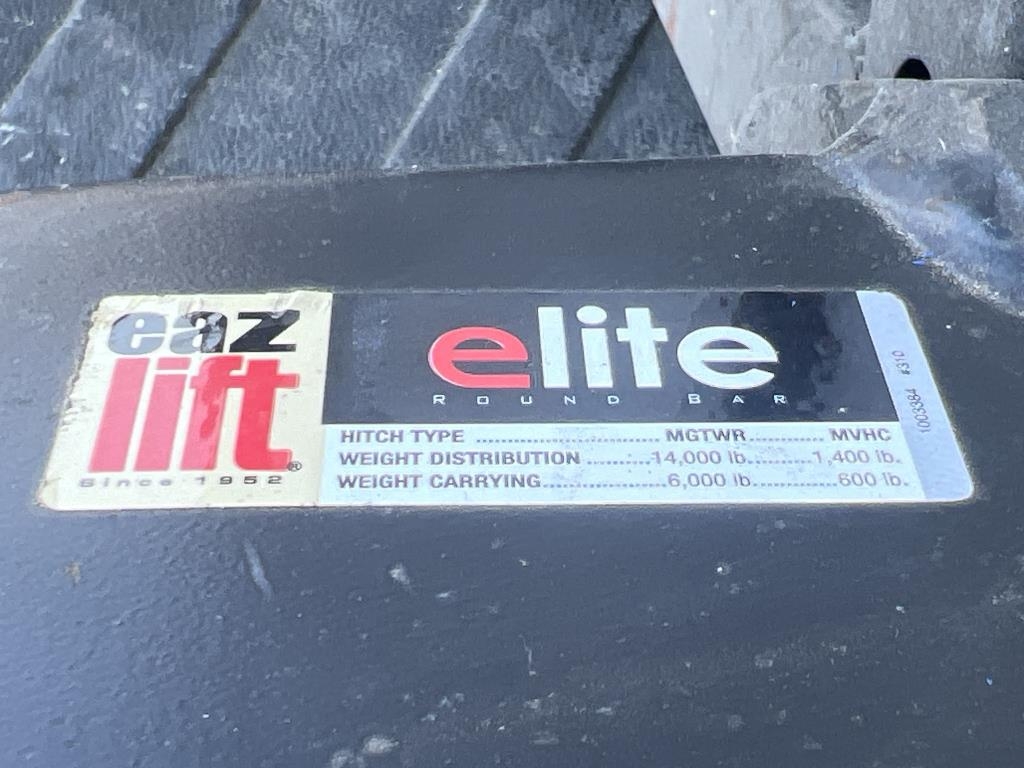 eaz
lift®
Since 1952
elite
ROUND BAR
HITCH TYPE ........................ MGTWR.............. MVHC
WEIGHT DISTRIBUTION ............14,000 lb..........1,400 lb.
WEIGHT CARRYING.....................6,000 lb.............600 lb.
1003384 #310